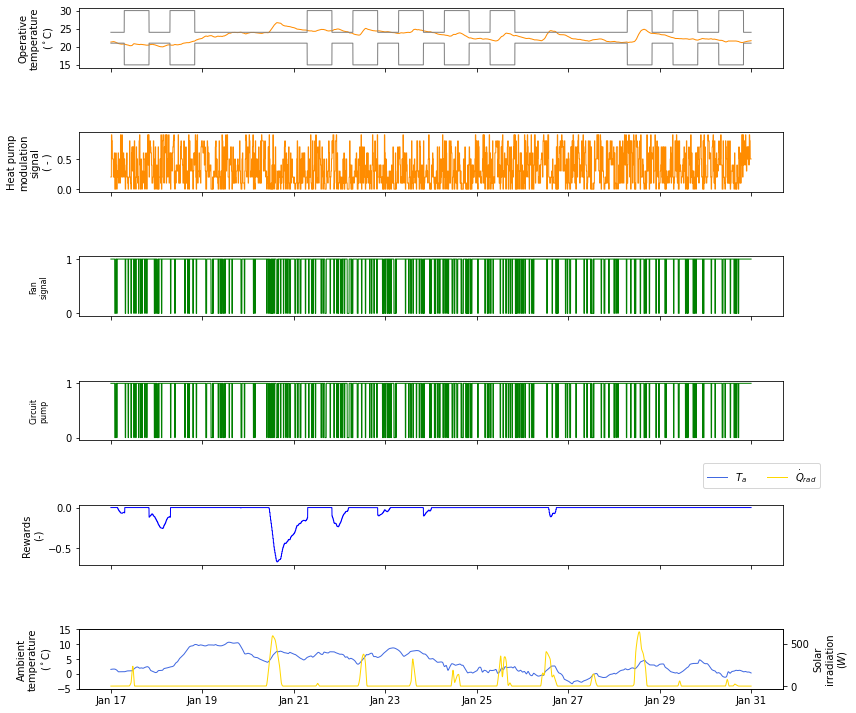 Operative
temperature
(°C)
30
25
20
15
Heat pump
modulation
signal
( - )
0.5
0.0
Fan
signal
1
0
Circuit
pump
1
0
T_a Q̇_rad
Rewards
(-)
0.0
−0.5
Ambient
temperature
(°C)
15
10
5
0
−5
500
0
Solar
irradiation
(W)
Jan 17 Jan 19 Jan 21 Jan 23 Jan 25 Jan 27 Jan 29 Jan 31